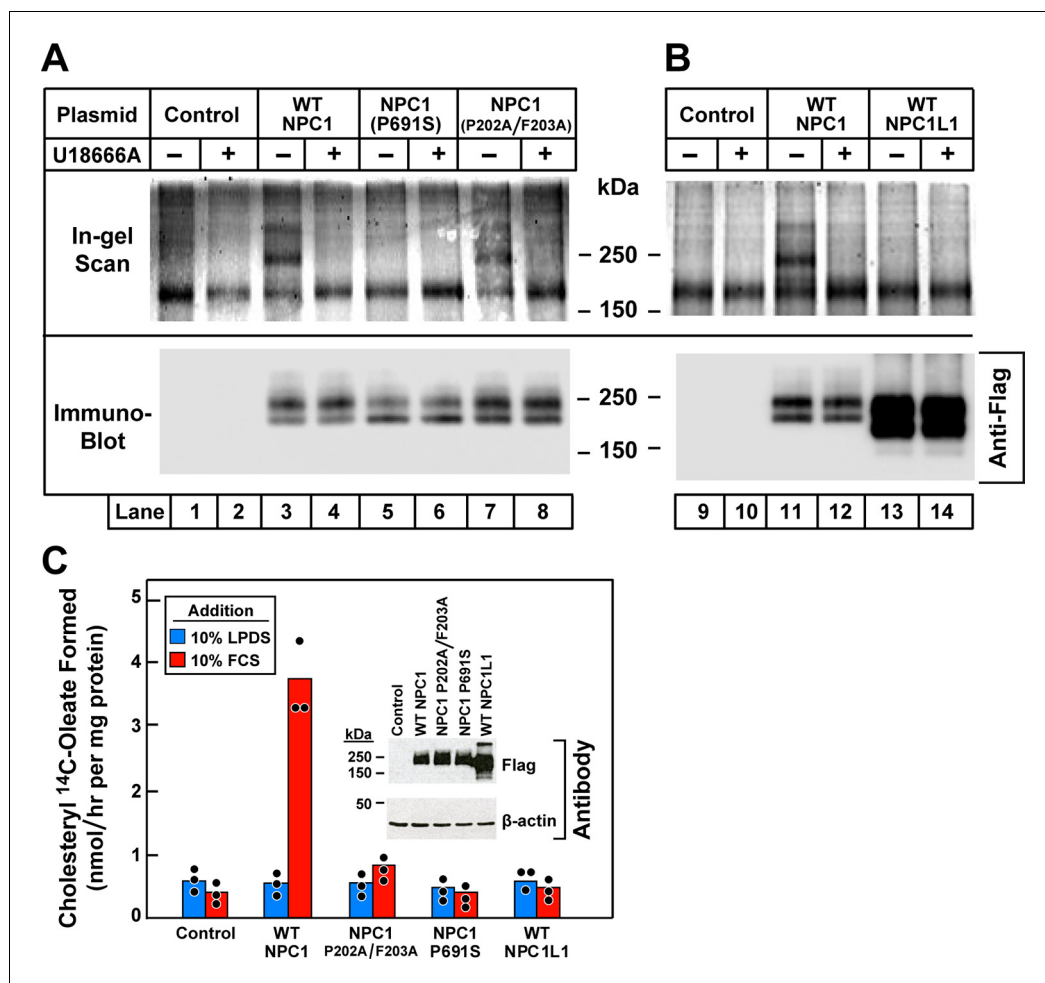 A
Plasmid Control WT NPC1 NPC1 (P691S) NPC1 (P202A/F203A)
U18666A – + – + – + – +
In-gel Scan
kDa
– 250 –
– 150 –
Immuno-Blot
– 250 –
– 150 –
Lane 1 2 3 4 5 6 7 8
B
Control WT NPC1 WT NPC1L1
– + – + – +
Anti-Flag
9 10 11 12 13 14
C
Cholesteryl ¹⁴C-Oleate Formed
(nmol/hr per mg protein)
5
4
3
2
1
0
Addition
10% LPDS
10% FCS
Control
WT NPC1
NPC1 P202A/F203A
NPC1 P691S
WT NPC1L1
kDa
250 –
150 –
50 –
Control
WT NPC1
NPC1 P202A/F203A
NPC1 P691S
WT NPC1L1
Flag
β-actin
Antibody